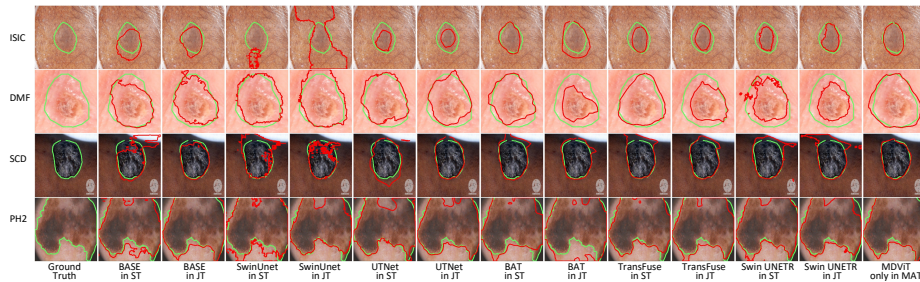 ISIC
DMF
SCD
PH2
Ground Truth
BASE in ST
BASE in JT
SwinUnet in ST
SwinUnet in JT
UTNet in ST
UTNet in JT
BAT in ST
BAT in JT
TransFuse in ST
TransFuse in JT
Swin UNETR in ST
Swin UNETR in JT
MDViT only in MAT